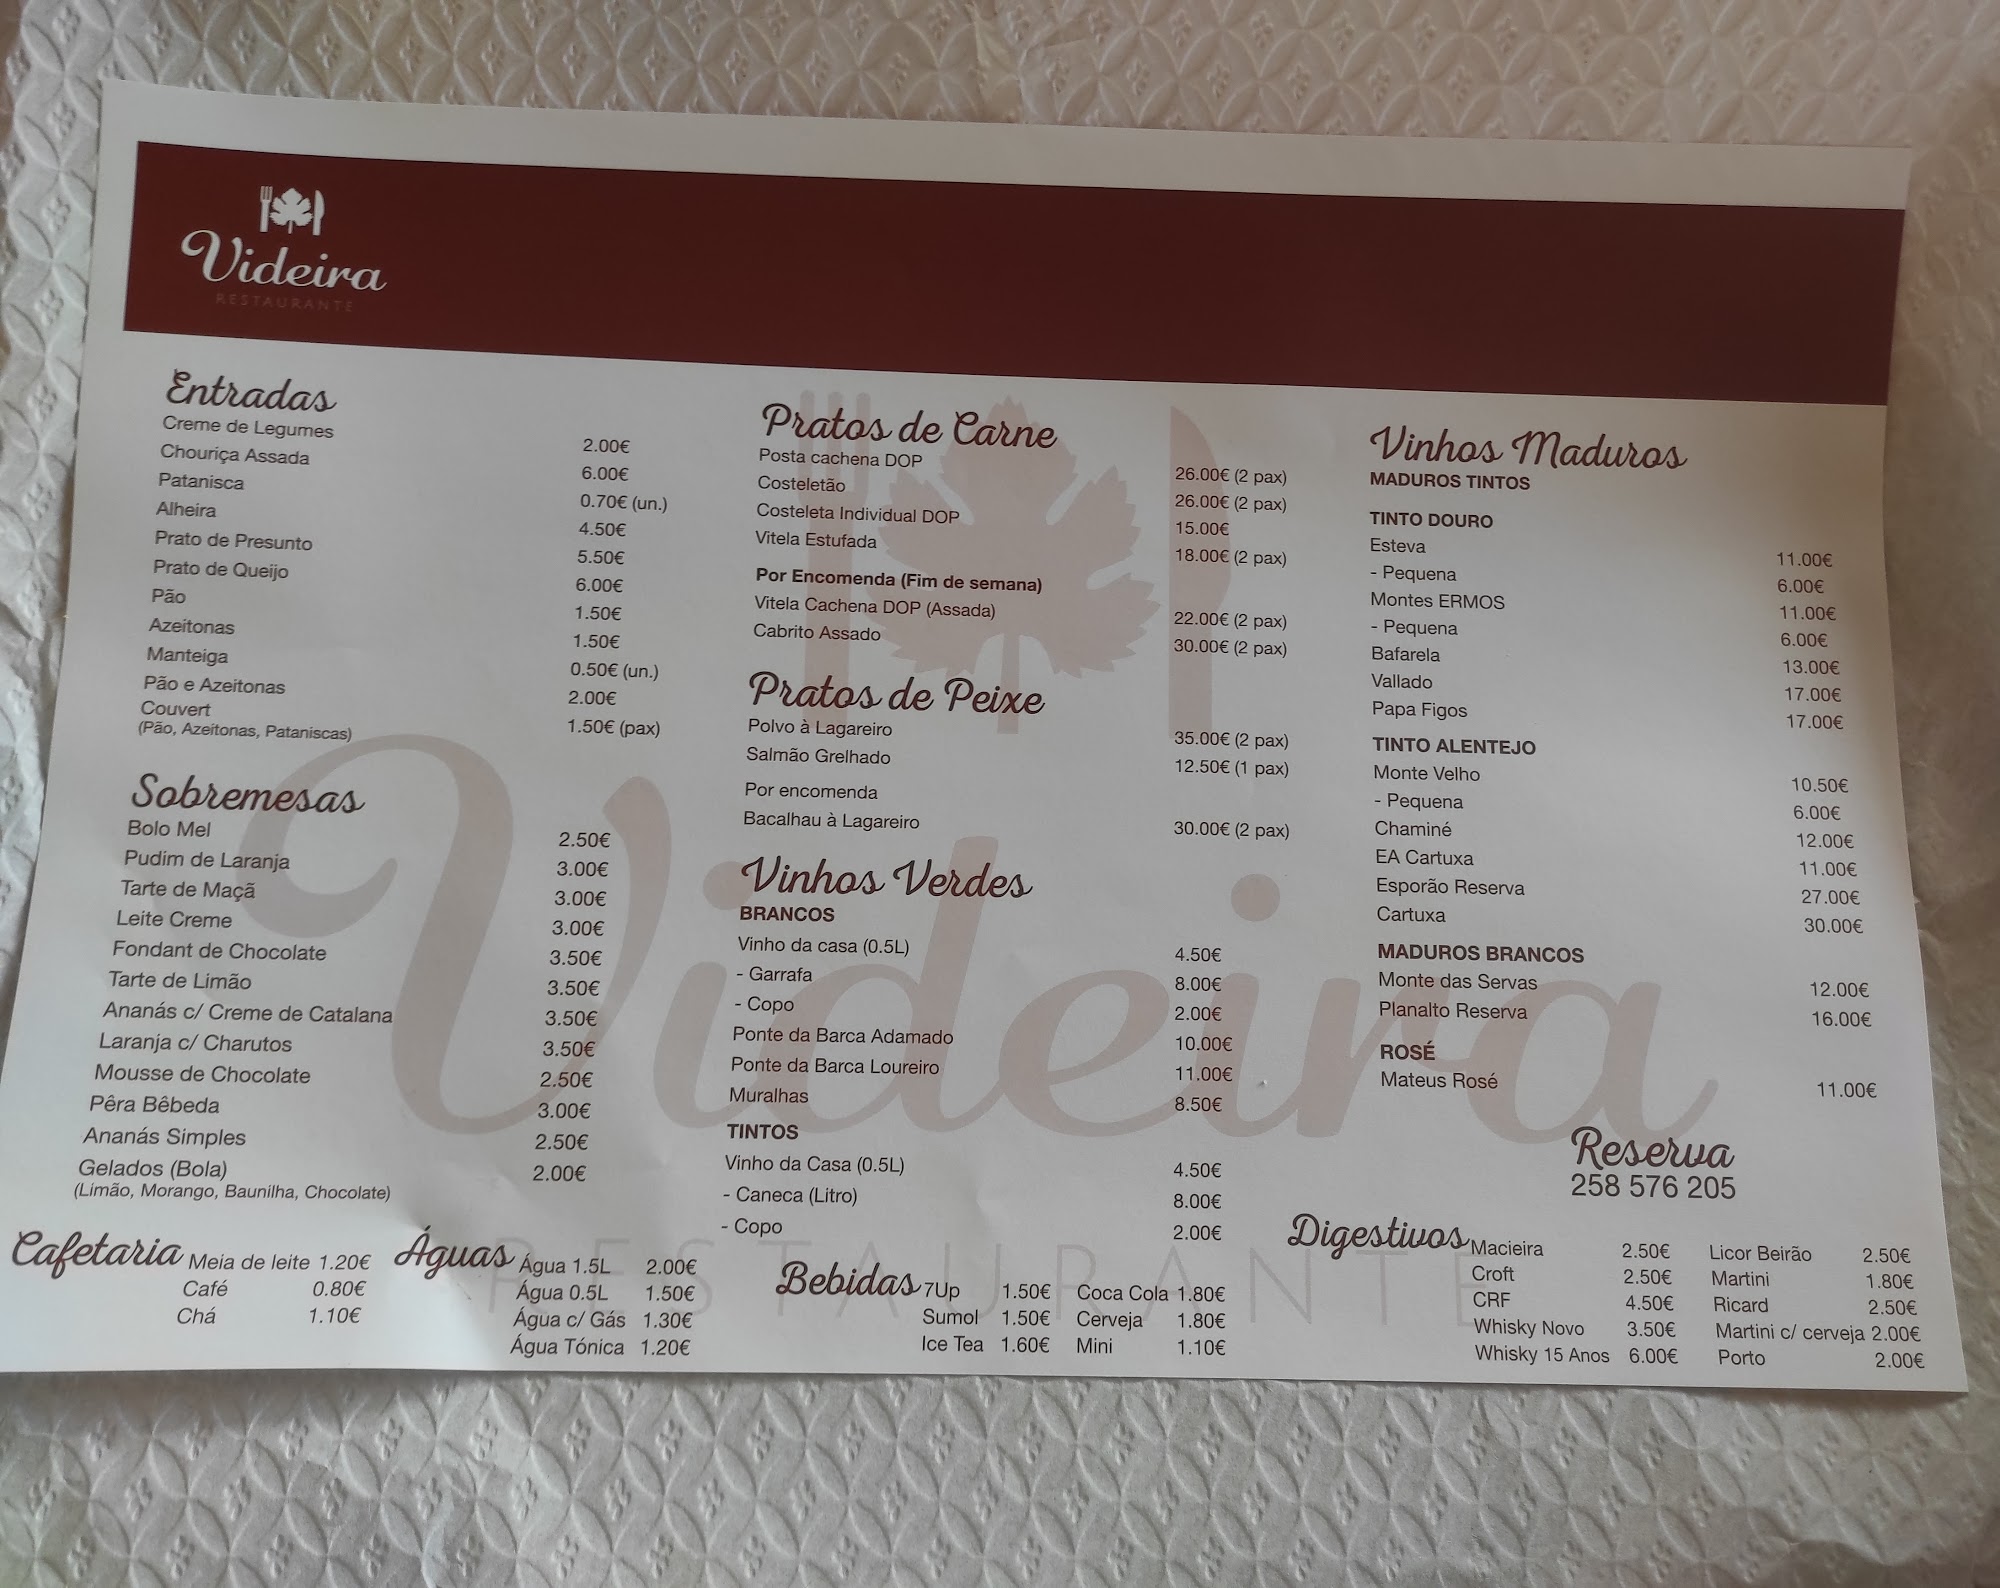 Videira
RESTAURANTE
Entradas
Creme de Legumes 2.00€
Chouriça Assada 6.00€
Patanisca 0.70€ (un.)
Alheira 4.50€
Prato de Presunto 5.50€
Prato de Queijo 6.00€
Pão 1.50€
Azeitonas 1.50€
Manteiga 0.50€ (un.)
Pão e Azeitonas 2.00€
Couvert 1.50€ (pax)
(Pão, Azeitonas, Pataniscas)
Sobremesas
Bolo Mel 2.50€
Pudim de Laranja 3.00€
Tarte de Maçã 3.00€
Leite Creme 3.00€
Fondant de Chocolate 3.50€
Tarte de Limão 3.50€
Ananás c/ Creme de Catalana 3.50€
Laranja c/ Charutos 3.50€
Mousse de Chocolate 2.50€
Pêra Bêbeda 3.00€
Ananás Simples 2.50€
Gelados (Bola) 2.00€
(Limão, Morango, Baunilha, Chocolate)
Pratos de Carne
Posta cachena DOP 26.00€ (2 pax)
Costeletão 26.00€ (2 pax)
Costeleta Individual DOP 15.00€
Vitela Estufada 18.00€ (2 pax)
Por Encomenda (Fim de semana)
Vitela Cachena DOP (Assada) 22.00€ (2 pax)
Cabrito Assado 30.00€ (2 pax)
Pratos de Peixe
Polvo à Lagareiro 35.00€ (2 pax)
Salmão Grelhado 12.50€ (1 pax)
Por encomenda
Bacalhau à Lagareiro 30.00€ (2 pax)
Vinhos Verdes
BRANCOS
Vinho da casa (0.5L) 4.50€
- Garrafa 8.00€
- Copo 2.00€
Ponte da Barca Adamado 10.00€
Ponte da Barca Loureiro 11.00€
Muralhas 8.50€
TINTOS
Vinho da Casa (0.5L) 4.50€
- Caneca (Litro) 8.00€
- Copo 2.00€
Vinhos Maduros
MADUROS TINTOS
TINTO DOURO
Esteva 11.00€
- Pequena 6.00€
Montes ERMOS 11.00€
- Pequena 6.00€
Bafarela 13.00€
Vallado 17.00€
Papa Figos 17.00€
TINTO ALENTEJO
Monte Velho 10.50€
- Pequena 6.00€
Chaminé 12.00€
EA Cartuxa 11.00€
Esporão Reserva 27.00€
Cartuxa 30.00€
MADUROS BRANCOS
Monte das Servas 12.00€
Planalto Reserva 16.00€
ROSÉ
Mateus Rosé 11.00€
Reserva
258 576 205
Videira
RESTAURANTE
Cafetaria
Meia de leite 1.20€
Café 0.80€
Chá 1.10€
Águas
Água 1.5L 2.00€
Água 0.5L 1.50€
Água c/ Gás 1.30€
Água Tónica 1.20€
Bebidas
7Up 1.50€ Coca Cola 1.80€
Sumol 1.50€ Cerveja 1.80€
Ice Tea 1.60€ Mini 1.10€
Digestivos
Macieira 2.50€ Licor Beirão 2.50€
Croft 2.50€ Martini 1.80€
CRF 4.50€ Ricard 2.50€
Whisky Novo 3.50€ Martini c/ cerveja 2.00€
Whisky 15 Anos 6.00€ Porto 2.00€